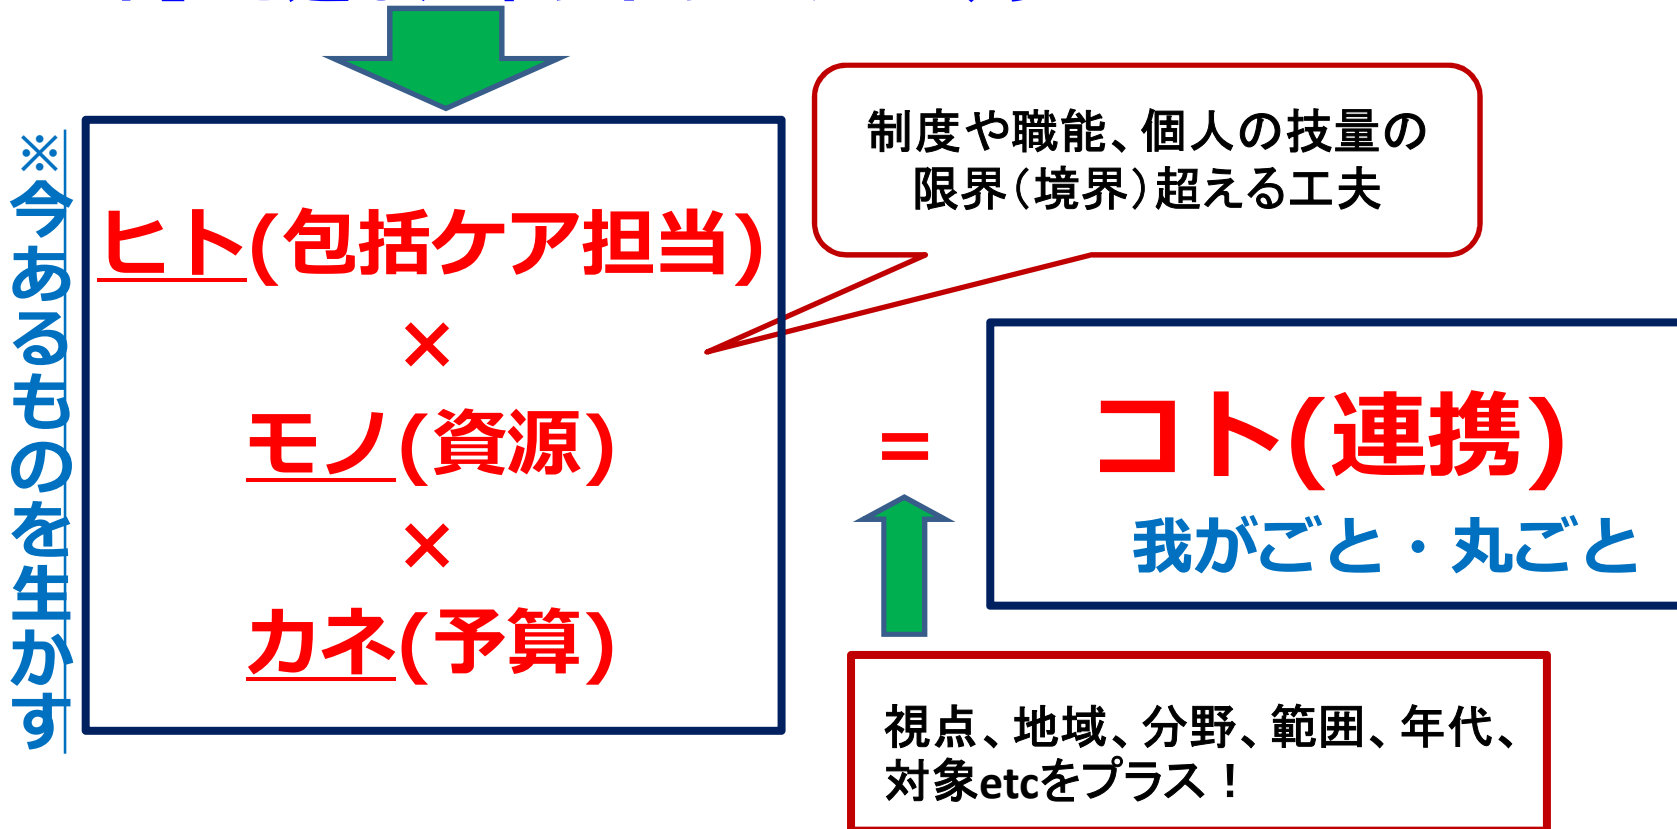 制度や職能、個人の技量の
限界（境界）超える工夫
※今あるものを生かす
ヒト(包括ケア担当)
×
モノ(資源)
×
カネ(予算)
=
コト(連携)
我がごと・丸ごと
視点、地域、分野、範囲、年代、
対象etcをプラス！